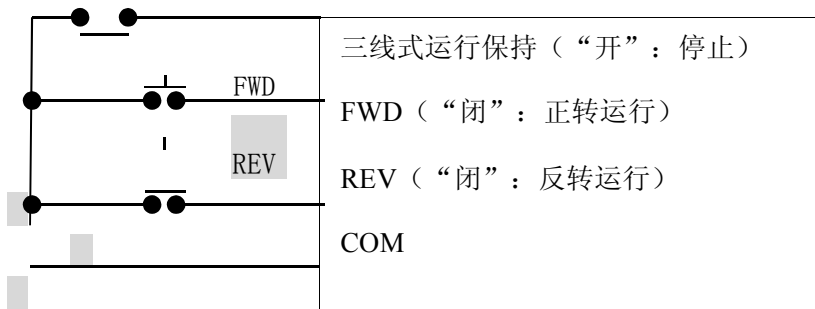 三线式运行保持（“开”：停止）
FWD
FWD（“闭”：正转运行）
REV
REV（“闭”：反转运行）
COM